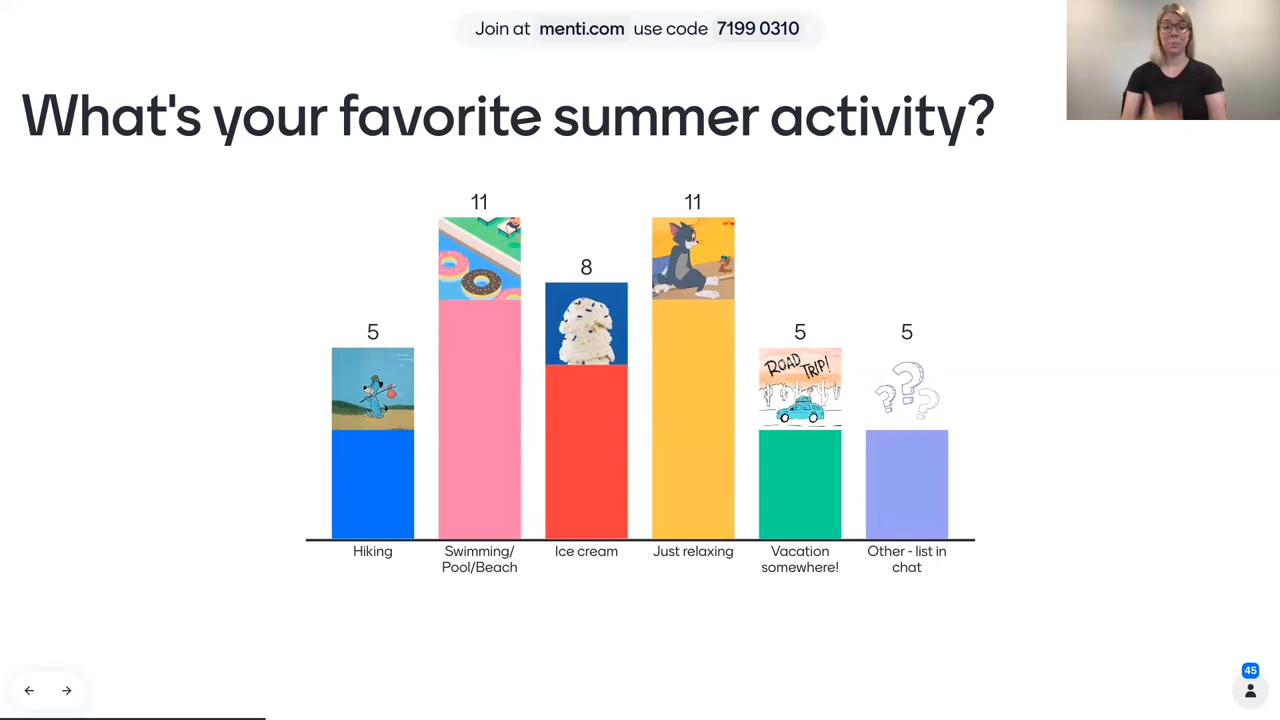 Join at menti.com use code 7199 0310
What's your favorite summer activity?
11
11
8
5
5
5
ROAD TRIP!
Hiking
Swimming/
Pool/Beach
Ice cream
Just relaxing
Vacation
somewhere!
Other - list in
chat
45